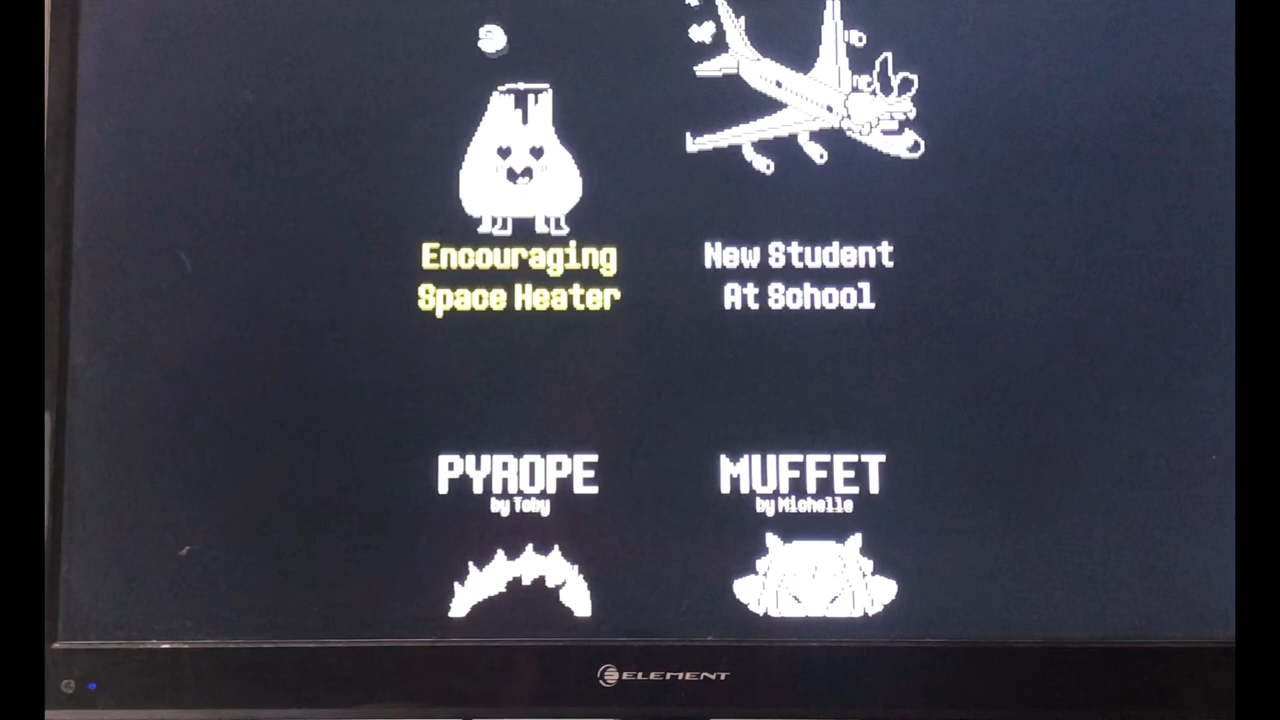 Encouraging
Space Heater
New Student
At School
PYROPE
by Toby
MUFFET
by Michelle
ELEMENT